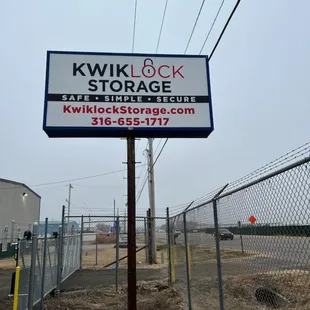 KWIKLOCK
STORAGE
SAFE • SIMPLE • SECURE
KwiklockStorage.com
316-655-1717